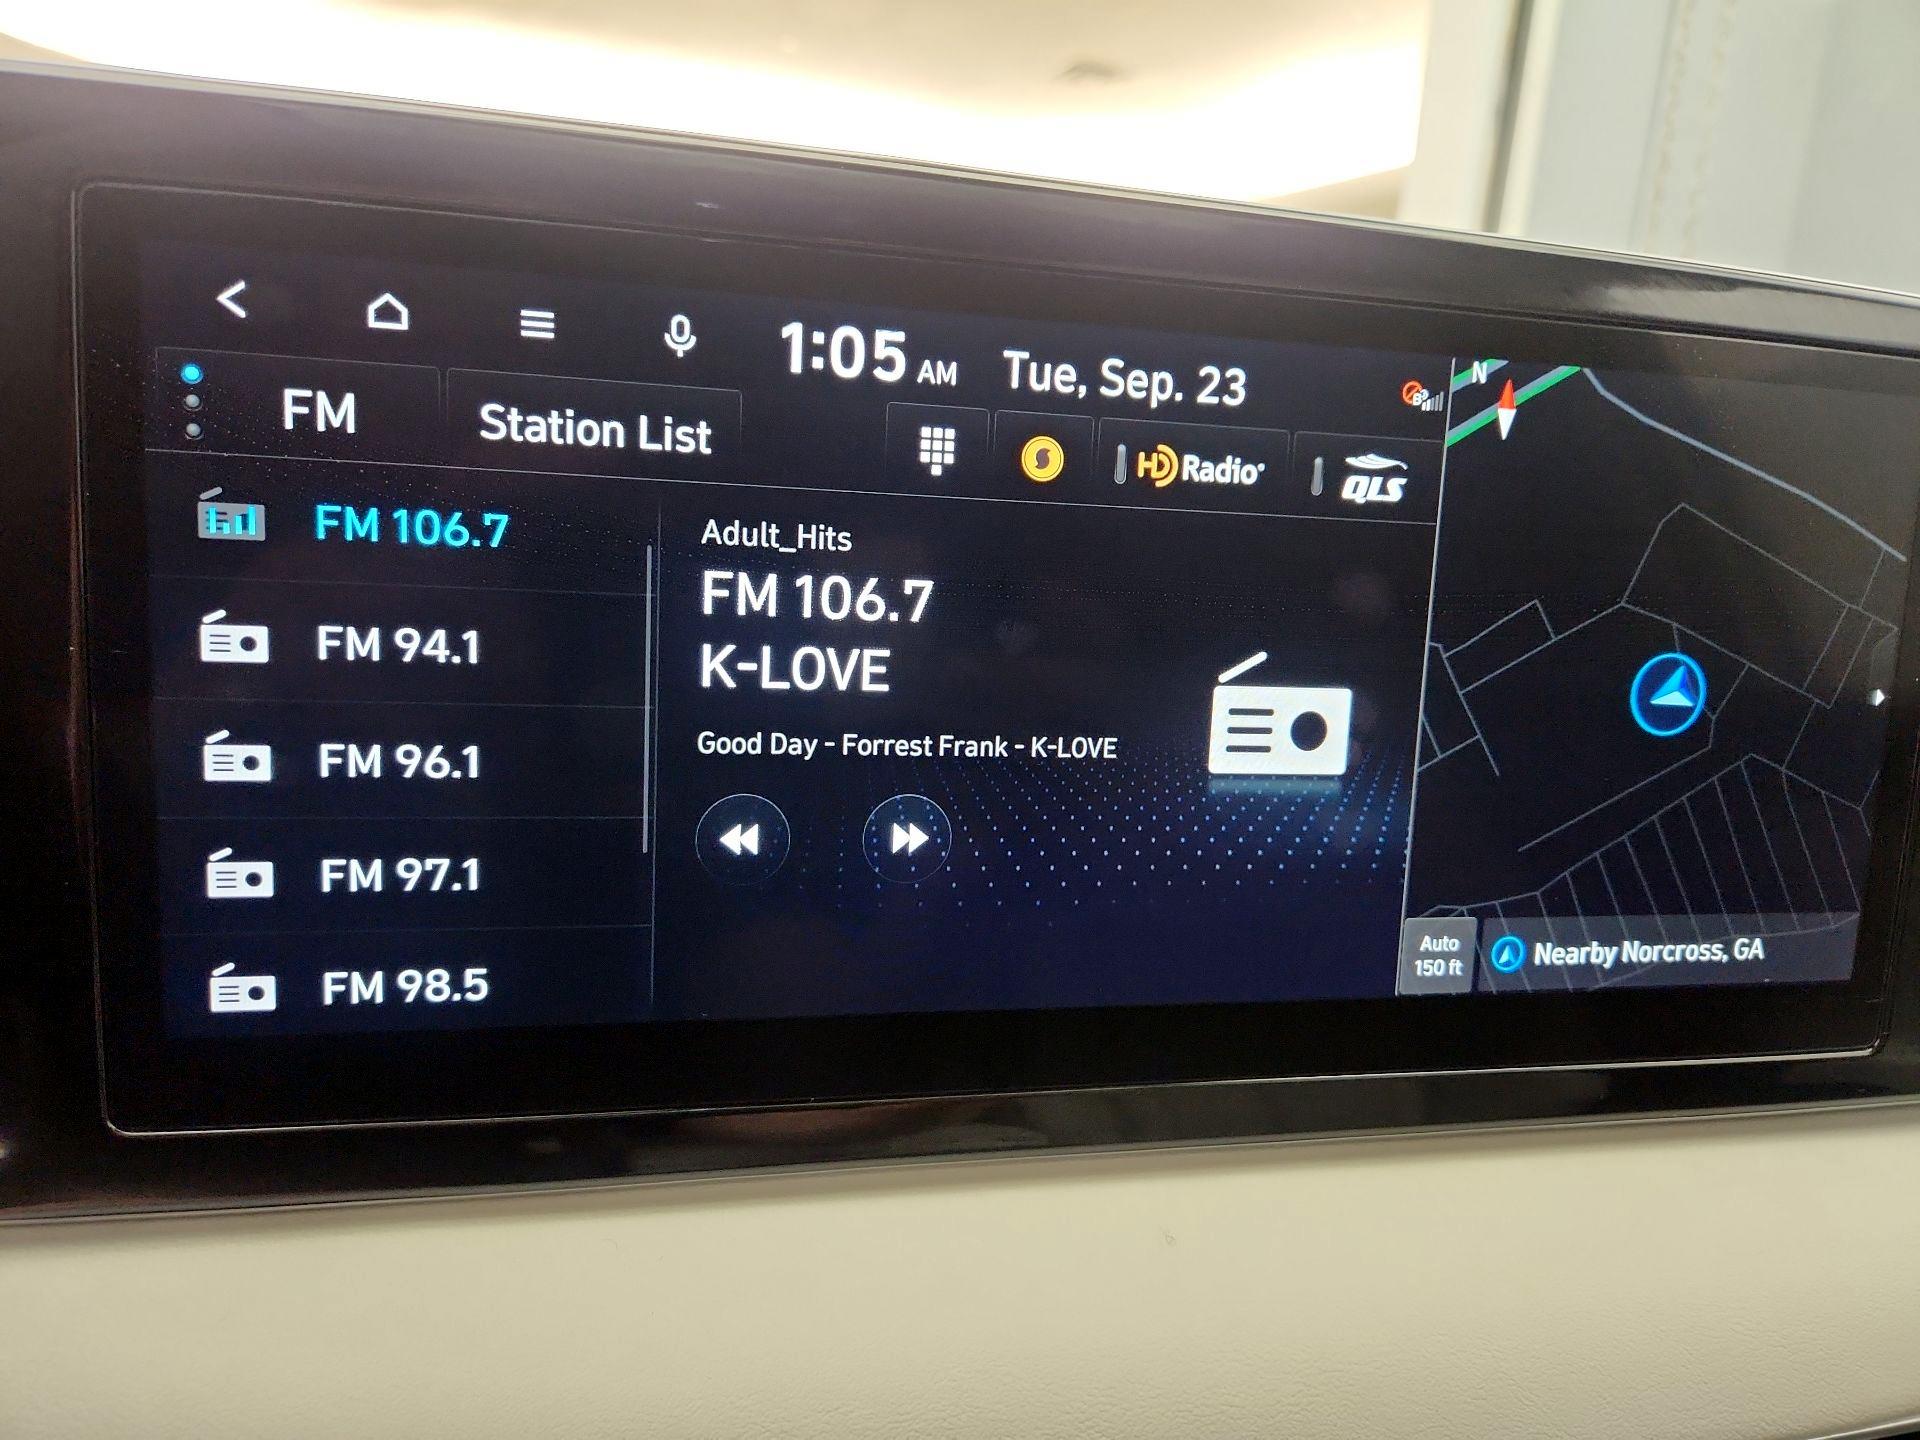 1:05 AM Tue, Sep. 23
N
FM
Station List
HD Radio
QLS
FM 106.7
FM 94.1
FM 96.1
FM 97.1
FM 98.5
Adult_Hits
FM 106.7
K-LOVE
Good Day - Forrest Frank - K-LOVE
Auto
150 ft
Nearby Norcross, GA